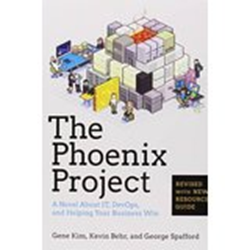 The
Phoenix
Project
A Novel About IT, DevOps,
and Helping Your Business Win
REVISED
WITH NEW
RESOURCE
GUIDE
Gene Kim, Kevin Behr, and George Spafford